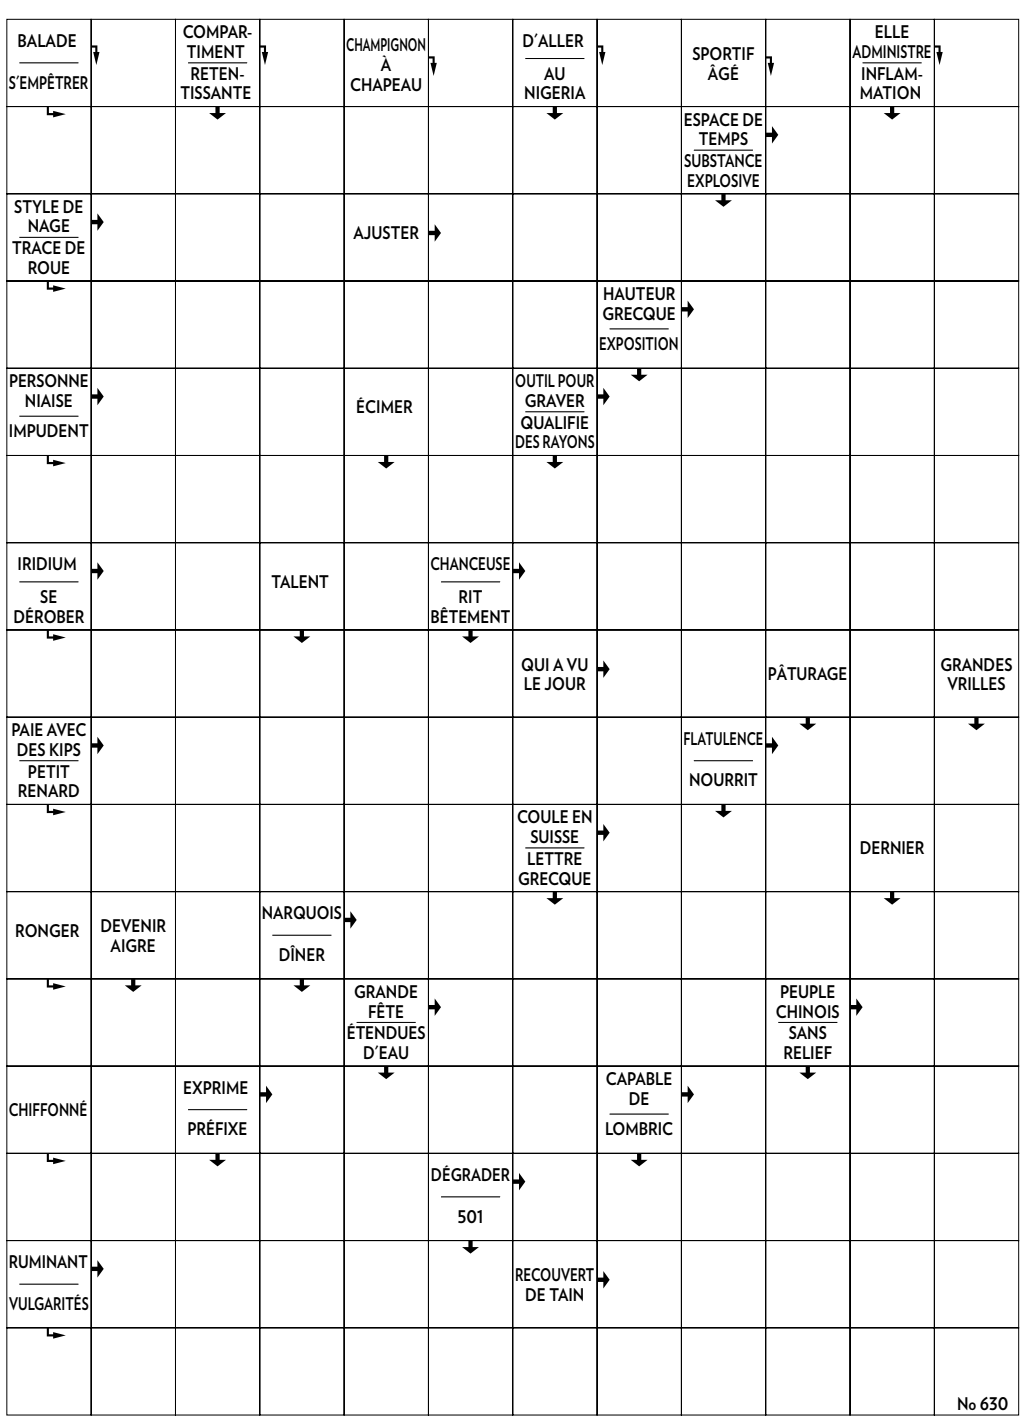 BALADE
S'EMPÊTRER
COMPAR-
TIMENT
RETEN-
TISSANTE
CHAMPIGNON
À
CHAPEAU
D'ALLER
AU
NIGERIA
SPORTIF
ÂGÉ
ELLE
ADMINISTRE
INFLAM-
MATION
ESPACE DE
TEMPS
SUBSTANCE
EXPLOSIVE
STYLE DE
NAGE
TRACE DE
ROUE
AJUSTER
HAUTEUR
GRECQUE
EXPOSITION
PERSONNE
NIAISE
IMPUDENT
ÉCIMER
OUTIL POUR
GRAVER
QUALIFIE
DES RAYONS
IRIDIUM
SE
DÉROBER
TALENT
CHANCEUSE
RIT
BÊTEMENT
QUI A VU
LE JOUR
PÂTURAGE
GRANDES
VRILLES
PAIE AVEC
DES KIPS
PETIT
RENARD
FLATULENCE
NOURRIT
COULE EN
SUISSE
LETTRE
GRECQUE
DERNIER
RONGER
DEVENIR
AIGRE
NARQUOIS
DÎNER
GRANDE
FÊTE
ÉTENDUES
D'EAU
PEUPLE
CHINOIS
SANS
RELIEF
CHIFFONNÉ
EXPRIME
PRÉFIXE
CAPABLE
DE
LOMBRIC
DÉGRADER
501
RUMINANT
VULGARITÉS
RECOUVERT
DE TAIN
No 630